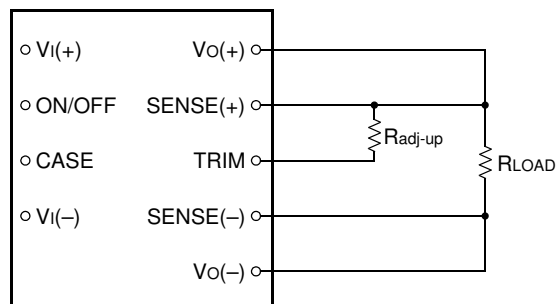 VI(+) VO(+)
ON/OFF SENSE(+)
Radj-up
CASE TRIM
RLOAD
VI(–) SENSE(–)
VO(–)